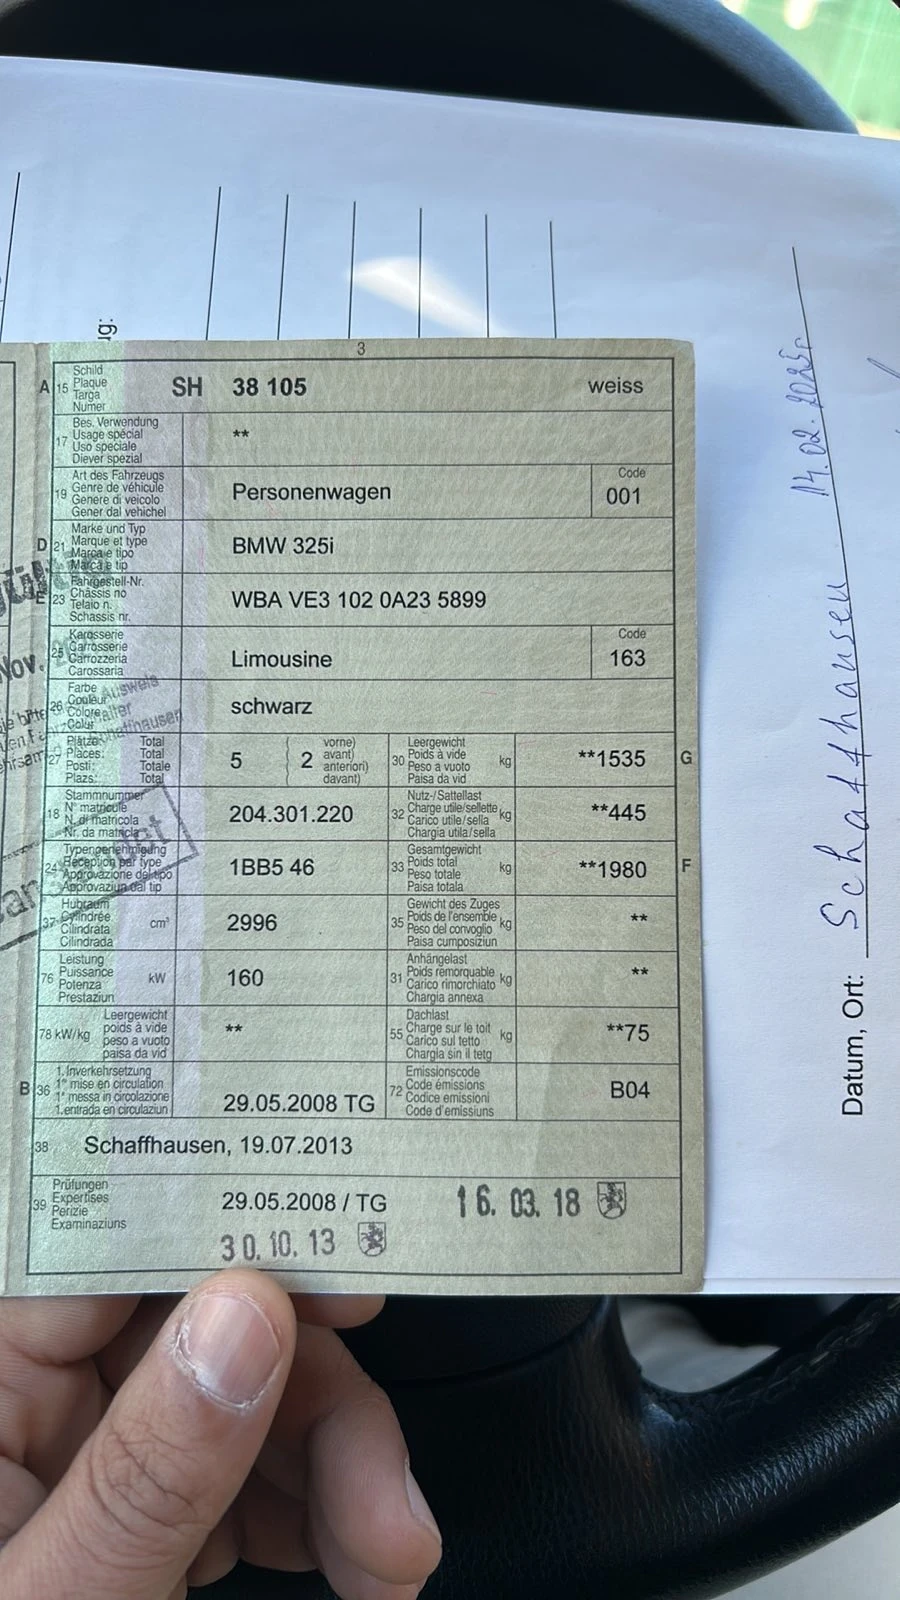 3
A 15 Schild
Plaque
Targa
Numer
SH 38 105 weiss
17 Bes. Verwendung
Usage spécial
Uso speciale
Diever spezial
**
19 Art des Fahrzeugs
Genre de véhicule
Genere di veicolo
Gener dal vehichel
Personenwagen
Code
001
D 21 Marke und Typ
Marque et type
Marca e tipo
Marca e tip
BMW 325i
E 23 Fahrgestell-Nr.
Châssis no
Telaio n.
Schassis nr.
WBA VE3 102 0A23 5899
25 Karosserie
Carrosserie
Carrozzeria
Carossaria
Limousine
Code
163
26 Farbe
Couleur
Colore
Colur
schwarz
27 Plätze: Total
Places: Total
Posti: Totale
Plazs: Total
5 ( 2 vorne)
avant)
anteriori)
davant)
30 Leergewicht
Poids à vide
Peso a vuoto
Paisa da vid
kg
**1535 G
18 Stammnummer
N° matricule
N. di matricola
Nr. da matricla
204.301.220
32 Nutz-/Sattellast
Charge utile/sellette
Carico utile/sella
Chargia utila/sella
kg
**445
24 Typengenehmigung
Réception par type
Approvazione del tipo
Approvaziun dal tip
1BB5 46
33 Gesamtgewicht
Poids total
Peso totale
Paisa totala
kg
**1980 F
37 Hubraum
Cylindrée
Cilindrata
Cilindrada
cm³
2996
35 Gewicht des Zuges
Poids de l'ensemble
Peso del convoglio
Paisa cumposiziun
kg
**
76 Leistung
Puissance
Potenza
Prestaziun
kW
160
31 Anhängelast
Poids remorquable
Carico rimorchiato
Chargia annexa
kg
**
78 kW/kg Leergewicht
poids à vide
peso a vuoto
paisa da vid
**
55 Dachlast
Charge sur le toit
Carico sul tetto
Chargia sin il tetg
kg
**75
B 36 1. Inverkehrsetzung
1re mise en circulation
1a messa in circolazione
1. entrada en circulaziun
29.05.2008 TG
72 Emissionscode
Code émissions
Codice emissioni
Code d'emissiuns
B04
38 Schaffhausen, 19.07.2013
39 Prüfungen
Expertises
Perizie
Examinaziuns
29.05.2008 / TG
16. 03. 18
30. 10. 13
Nov.
Ausweis
Schaffhausen
ug:
Datum, Ort: Schaffhausen 14.02.2025